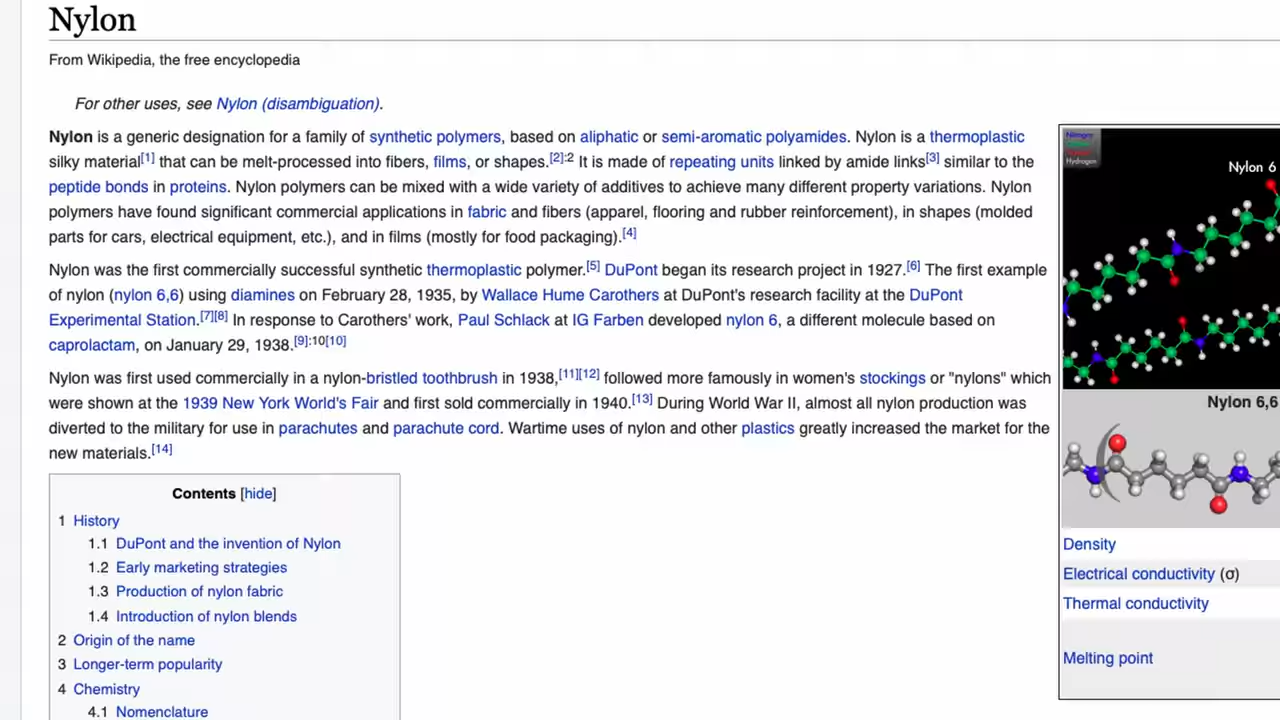 Nylon
From Wikipedia, the free encyclopedia
For other uses, see Nylon (disambiguation).
Nylon is a generic designation for a family of synthetic polymers, based on aliphatic or semi-aromatic polyamides. Nylon is a thermoplastic
silky material[1] that can be melt-processed into fibers, films, or shapes.[2]:2 It is made of repeating units linked by amide links[3] similar to the
peptide bonds in proteins. Nylon polymers can be mixed with a wide variety of additives to achieve many different property variations. Nylon
polymers have found significant commercial applications in fabric and fibers (apparel, flooring and rubber reinforcement), in shapes (molded
parts for cars, electrical equipment, etc.), and in films (mostly for food packaging).[4]
Nylon was the first commercially successful synthetic thermoplastic polymer.[5] DuPont began its research project in 1927.[6] The first example
of nylon (nylon 6,6) using diamines on February 28, 1935, by Wallace Hume Carothers at DuPont's research facility at the DuPont
Experimental Station.[7][8] In response to Carothers' work, Paul Schlack at IG Farben developed nylon 6, a different molecule based on
caprolactam, on January 29, 1938.[9]:10[10]
Nylon was first used commercially in a nylon-bristled toothbrush in 1938,[11][12] followed more famously in women's stockings or "nylons" which
were shown at the 1939 New York World's Fair and first sold commercially in 1940.[13] During World War II, almost all nylon production was
diverted to the military for use in parachutes and parachute cord. Wartime uses of nylon and other plastics greatly increased the market for the
new materials.[14]
Contents [hide]
1 History
1.1 DuPont and the invention of Nylon
1.2 Early marketing strategies
1.3 Production of nylon fabric
1.4 Introduction of nylon blends
2 Origin of the name
3 Longer-term popularity
4 Chemistry
4.1 Nomenclature
Nitrogen
Hydrogen
Nylon 6
Nylon 6,6
Density
Electrical conductivity (σ)
Thermal conductivity
Melting point